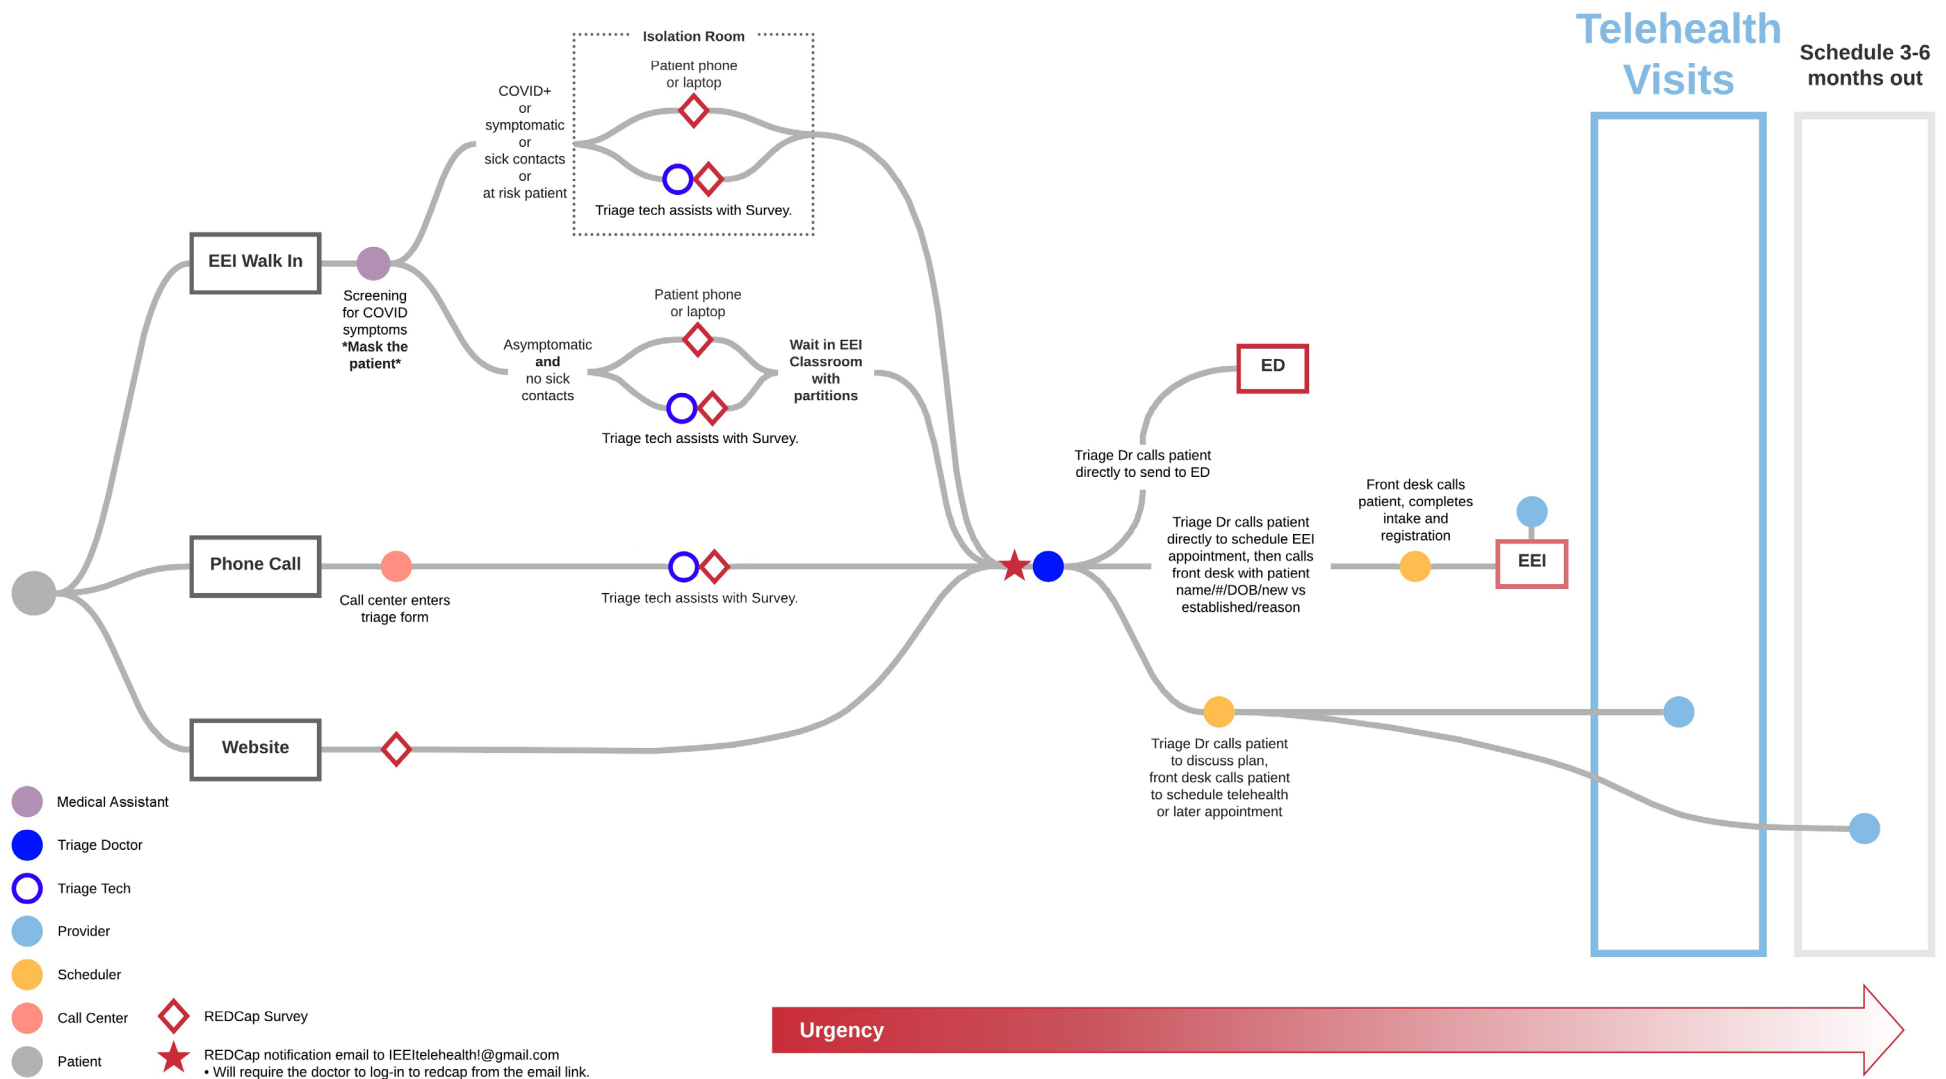 Telehealth
Visits
Schedule 3-6
months out
Isolation Room
Patient phone
or laptop
COVID+
or
symptomatic
or
sick contacts
or
at risk patient
Triage tech assists with Survey.
EEI Walk In
Screening
for COVID
symptoms
*Mask the
patient*
Patient phone
or laptop
Asymptomatic
and
no sick
contacts
Triage tech assists with Survey.
Wait in EEI
Classroom
with
partitions
Phone Call
Call center enters
triage form
Triage tech assists with Survey.
Website
ED
Triage Dr calls patient
directly to send to ED
Triage Dr calls patient
directly to schedule EEI
appointment, then calls
front desk with patient
name/#/DOB/new vs
established/reason
Front desk calls
patient, completes
intake and
registration
EEI
Triage Dr calls patient
to discuss plan,
front desk calls patient
to schedule telehealth
or later appointment
Medical Assistant
Triage Doctor
Triage Tech
Provider
Scheduler
Call Center
Patient
REDCap Survey
REDCap notification email to IEEItelehealth!@gmail.com
• Will require the doctor to log-in to redcap from the email link.
Urgency